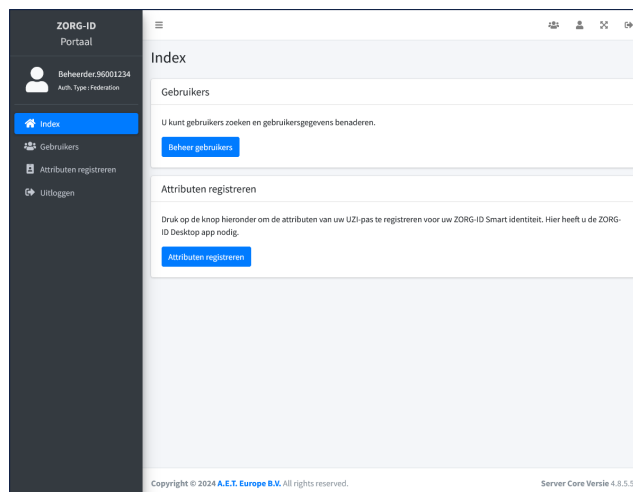 ZORG-ID
Portaal
Beheerder.96001234
Auth. Type : Federation
Index
Gebruikers
Attributen registreren
Uitloggen
Index
Gebruikers
U kunt gebruikers zoeken en gebruikersgegevens benaderen.
Beheer gebruikers
Attributen registreren
Druk op de knop hieronder om de attributen van uw UZI-pas te registreren voor uw ZORG-ID Smart identiteit. Hier heeft u de ZORG-
ID Desktop app nodig.
Attributen registreren
Copyright © 2024 A.E.T. Europe B.V. All rights reserved.
Server Core Versie 4.8.5.5